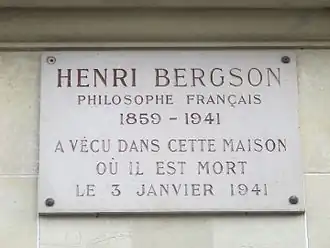 HENRI BERGSON
PHILOSOPHE FRANÇAIS
1859 - 1941
A VÉCU DANS CETTE MAISON
OÙ IL EST MORT
LE 3 JANVIER 1941